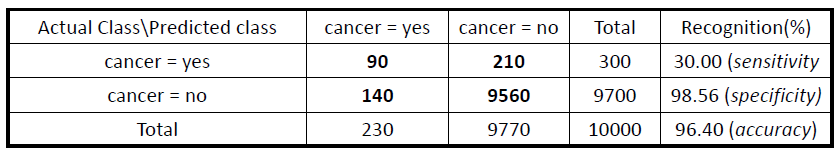 Actual Class\Predicted class cancer = yes cancer = no Total Recognition(%)
cancer = yes 90 210 300 30.00 (sensitivity
cancer = no 140 9560 9700 98.56 (specificity)
Total 230 9770 10000 96.40 (accuracy)